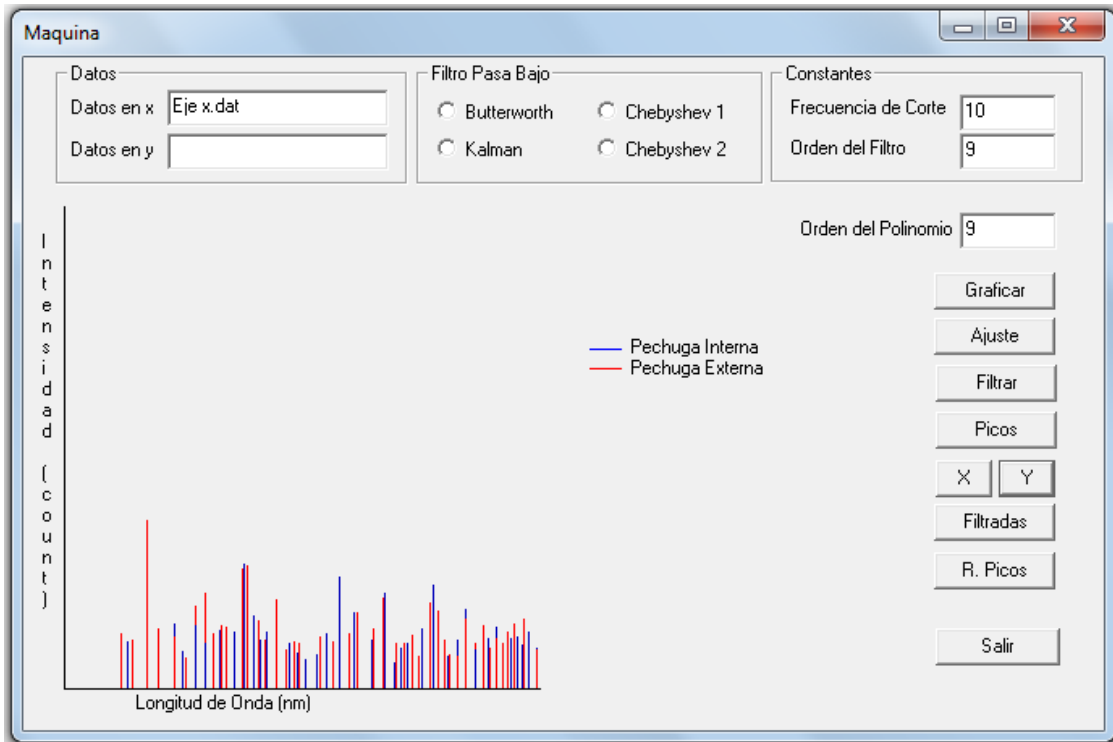 Maquina
Datos
Datos en x Eje x.dat
Datos en y
Filtro Pasa Bajo
Butterworth Chebyshev 1
Kalman Chebyshev 2
Constantes
Frecuencia de Corte 10
Orden del Filtro 9
Orden del Polinomio 9
Intensidad (count)
Pechuga Interna
Pechuga Externa
Longitud de Onda (nm)
Graficar
Ajuste
Filtrar
Picos
X Y
Filtradas
R. Picos
Salir